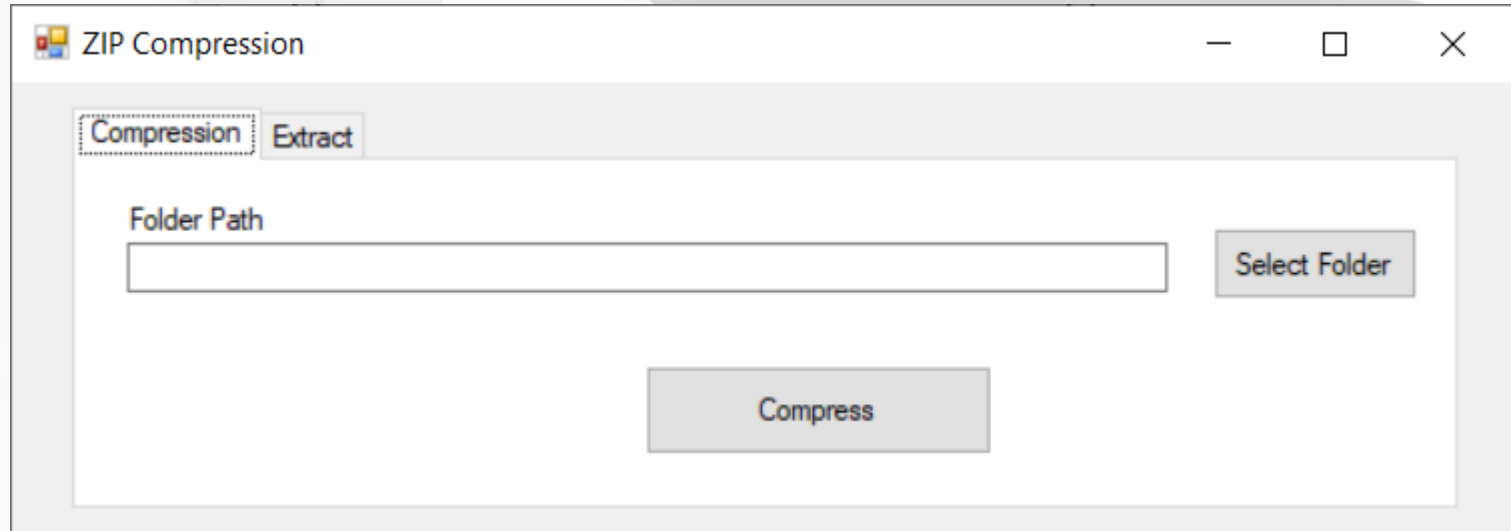 ZIP Compression
Compression Extract
Folder Path
Select Folder
Compress